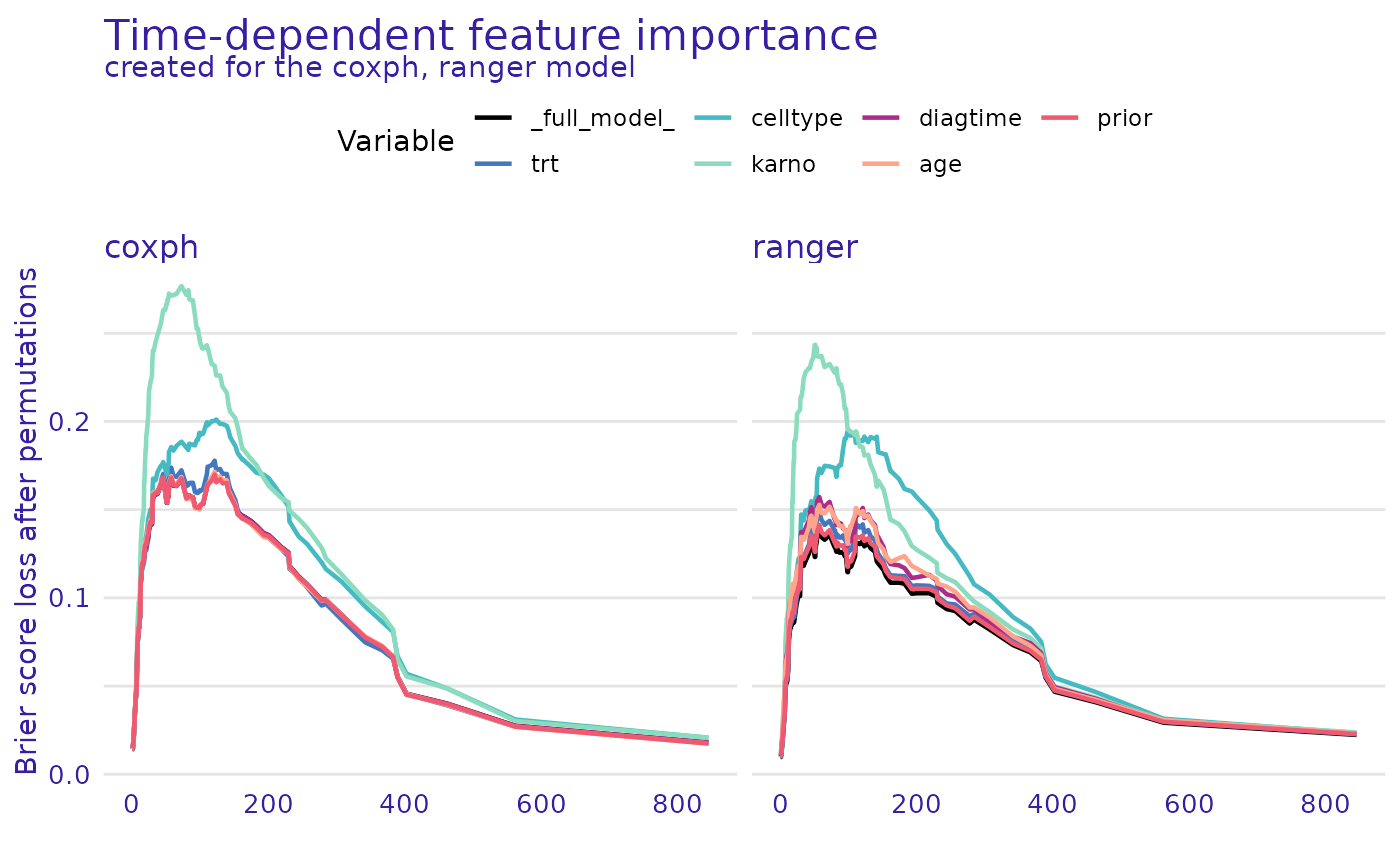 Time-dependent feature importance
created for the coxph, ranger model
Variable
_full_model_ celltype diagtime prior
trt karno age
coxph ranger
Brier score loss after permutations
0.2
0.1
0.0
0 200 400 600 800 0 200 400 600 800